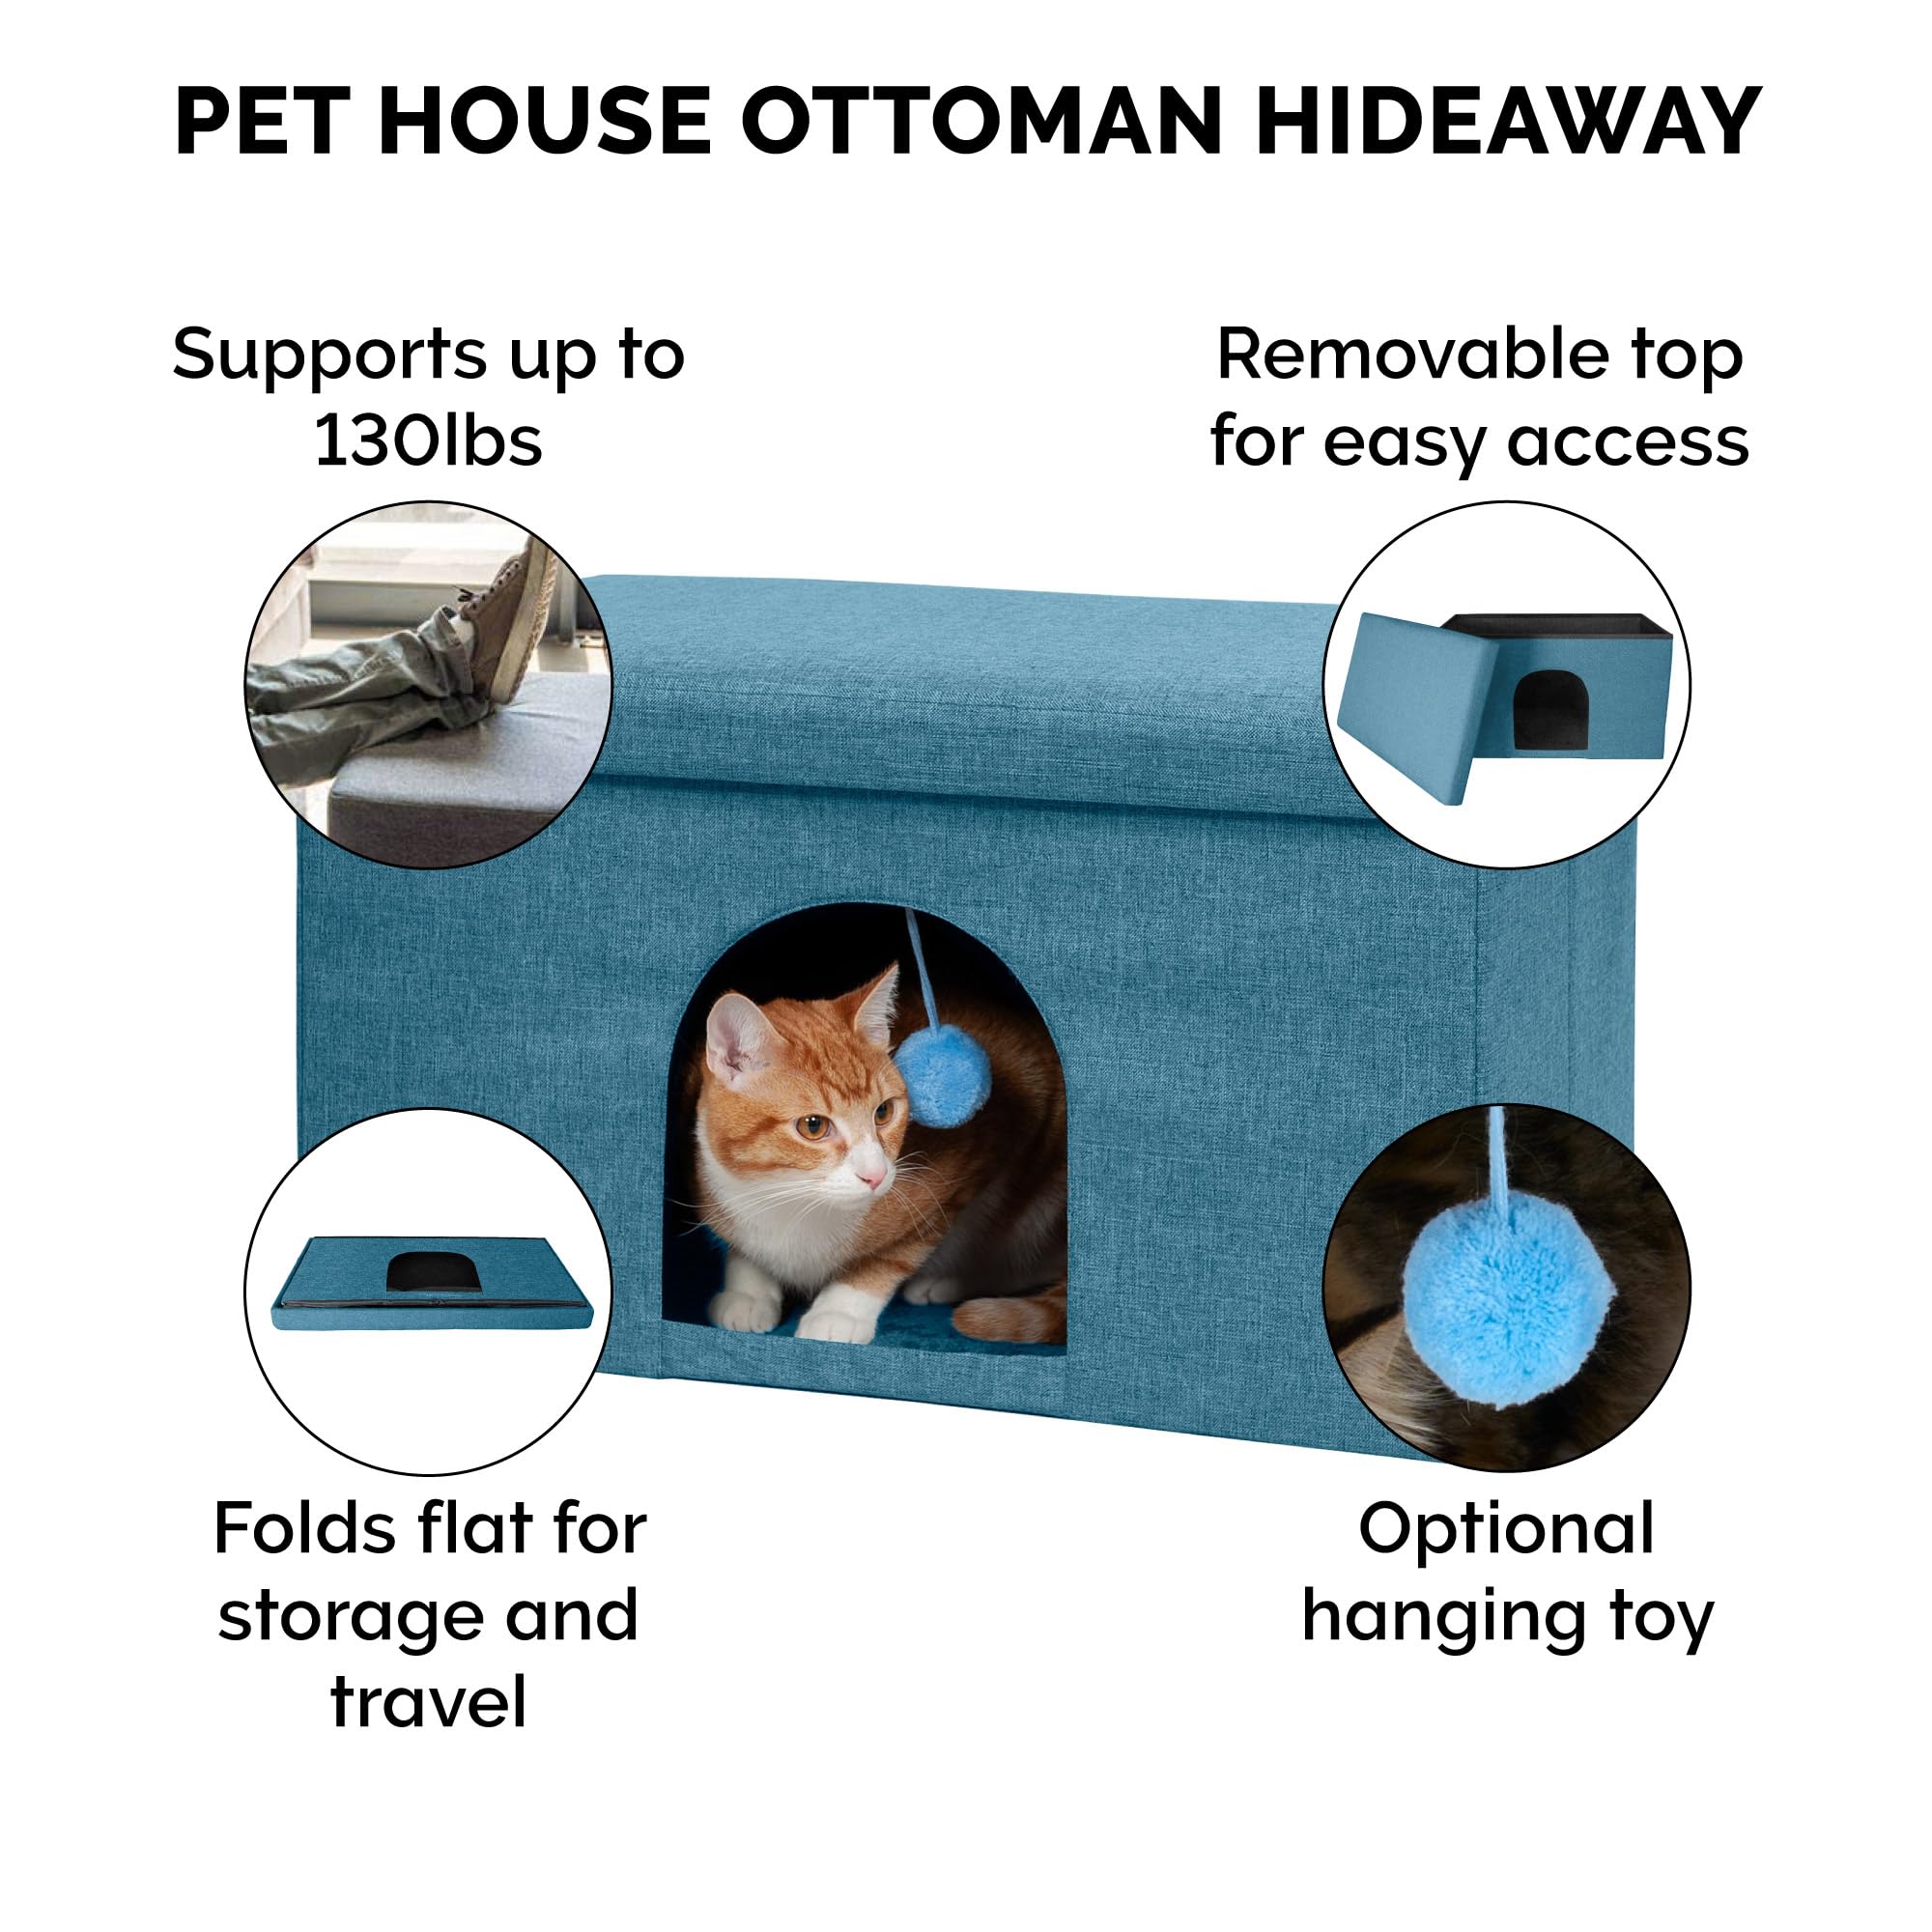 PET HOUSE OTTOMAN HIDEAWAY
Supports up to
130lbs
Removable top
for easy access
Folds flat for
storage and
travel
Optional
hanging toy